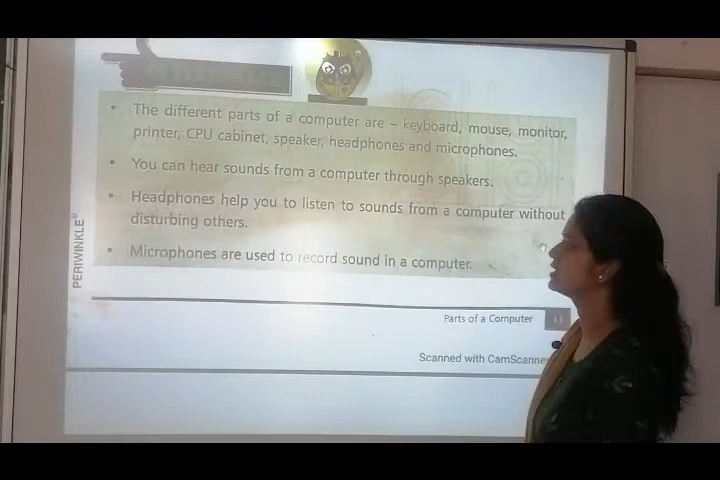 • The different parts of a computer are – keyboard, mouse, monitor,
printer, CPU cabinet, speaker, headphones and microphones.
• You can hear sounds from a computer through speakers.
• Headphones help you to listen to sounds from a computer without
disturbing others.
• Microphones are used to record sound in a computer.
PERIWINKLE
Parts of a Computer
Scanned with CamScanner